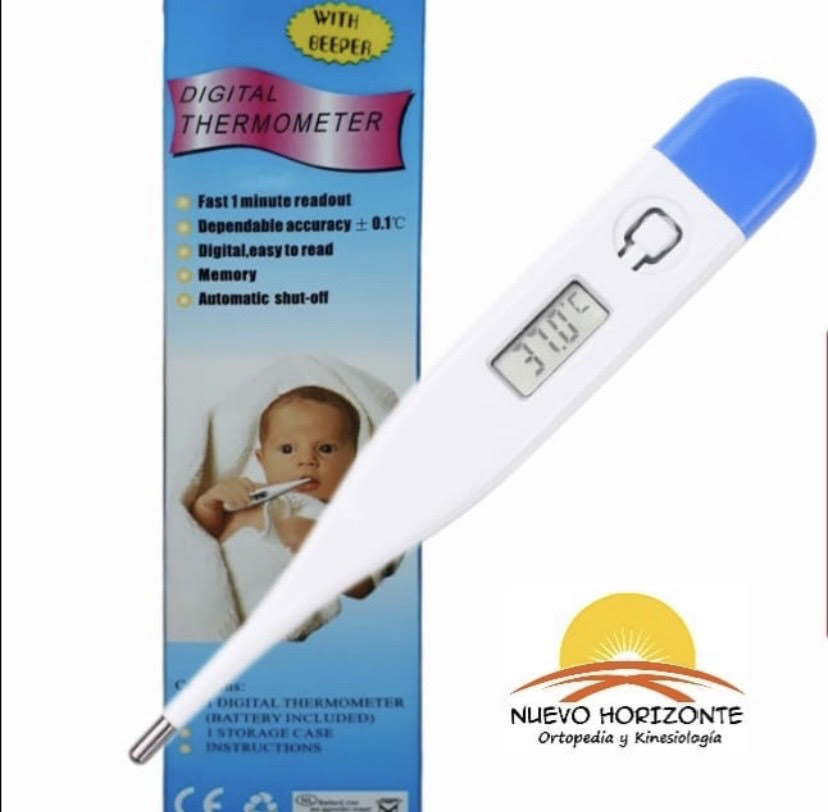 WITH
BEEPER
DIGITAL
THERMOMETER
Fast 1 minute readout
Dependable accuracy ± 0.1℃
Digital,easy to read
Memory
Automatic shut-off
37.0°C
DIGITAL THERMOMETER
(BATTERY INCLUDED)
1 STORAGE CASE
INSTRUCTIONS
CE
NUEVO HORIZONTE
Ortopedia y Kinesiología